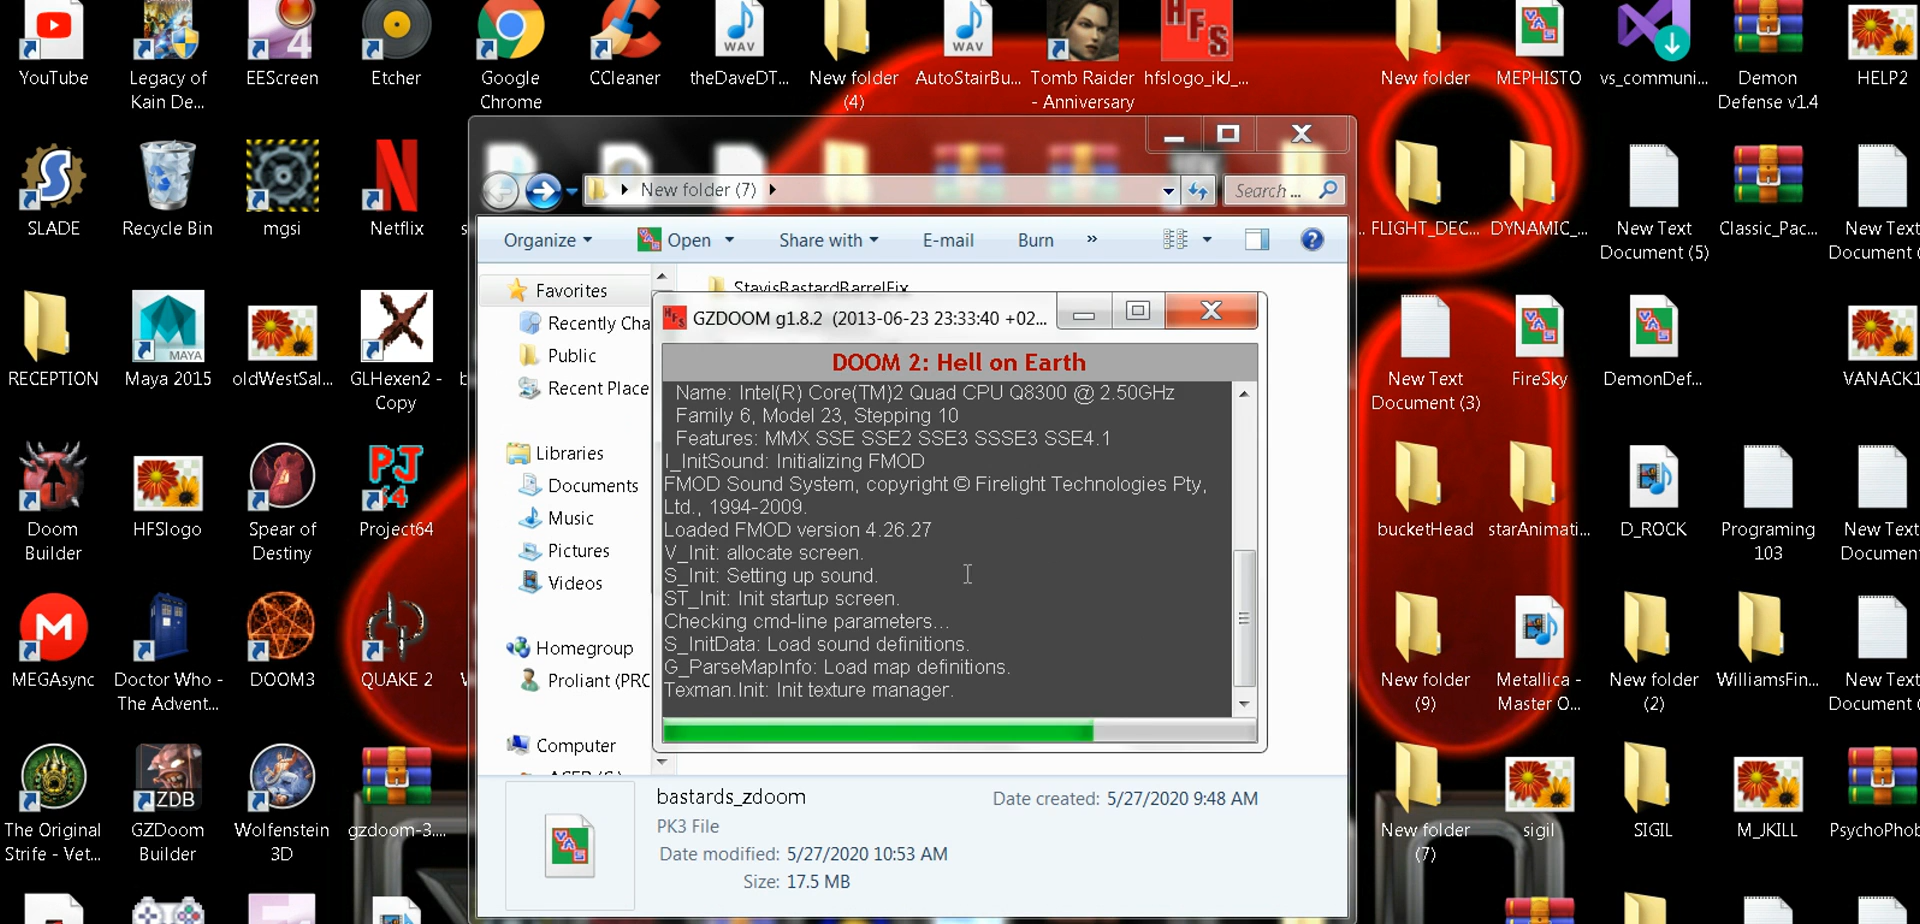 YouTube
Legacy of
Kain De...
EEScreen
Etcher
Google
Chrome
CCleaner
WAV
theDaveDT...
New folder
(4)
WAV
AutoStairBu...
Tomb Raider
- Anniversary
HFS
hfslogo_ikJ_...
New folder
MEPHISTO
vs_communi...
Demon
Defense v1.4
HELP2
SLADE
Recycle Bin
mgsi
Netflix
FLIGHT_DEC...
DYNAMIC_...
New Text
Document (5)
Classic_Pac...
New Text
Document (
RECEPTION
MAYA
Maya 2015
oldWestSal...
GLHexen2 -
Copy
New Text
Document (3)
FireSky
DemonDef...
VANACK1
Doom
Builder
HFSlogo
Spear of
Destiny
PJ
64
Project64
bucketHead
starAnimati...
D_ROCK
Programing
103
New Text
Document
MEGAsync
Doctor Who -
The Advent...
DOOM3
QUAKE 2
New folder
(9)
Metallica -
Master O...
New folder
(2)
WilliamsFin...
New Text
Document (
The Original
Strife - Vet...
ZDB
GZDoom
Builder
Wolfenstein
3D
gzdoom-3....
New folder
(7)
sigil
SIGIL
M_JKILL
PsychoPhob
New folder (7)
Search ...
Organize
Open
Share with
E-mail
Burn
»
Favorites
Recently Cha
Public
Recent Place
Libraries
Documents
Music
Pictures
Videos
Homegroup
Proliant (PRC
Computer
StavisBastardBarrelFix
GZDOOM g1.8.2 (2013-06-23 23:33:40 +02...
DOOM 2: Hell on Earth
Name: Intel(R) Core(TM)2 Quad CPU Q8300 @ 2.50GHz
Family 6, Model 23, Stepping 10
Features: MMX SSE SSE2 SSE3 SSSE3 SSE4.1
I_InitSound: Initializing FMOD
FMOD Sound System, copyright © Firelight Technologies Pty,
Ltd., 1994-2009.
Loaded FMOD version 4.26.27
V_Init: allocate screen.
S_Init: Setting up sound.
ST_Init: Init startup screen.
Checking cmd-line parameters...
S_InitData: Load sound definitions.
G_ParseMapInfo: Load map definitions.
Texman.Init: Init texture manager.
bastards_zdoom
Date created: 5/27/2020 9:48 AM
PK3 File
Date modified: 5/27/2020 10:53 AM
Size: 17.5 MB